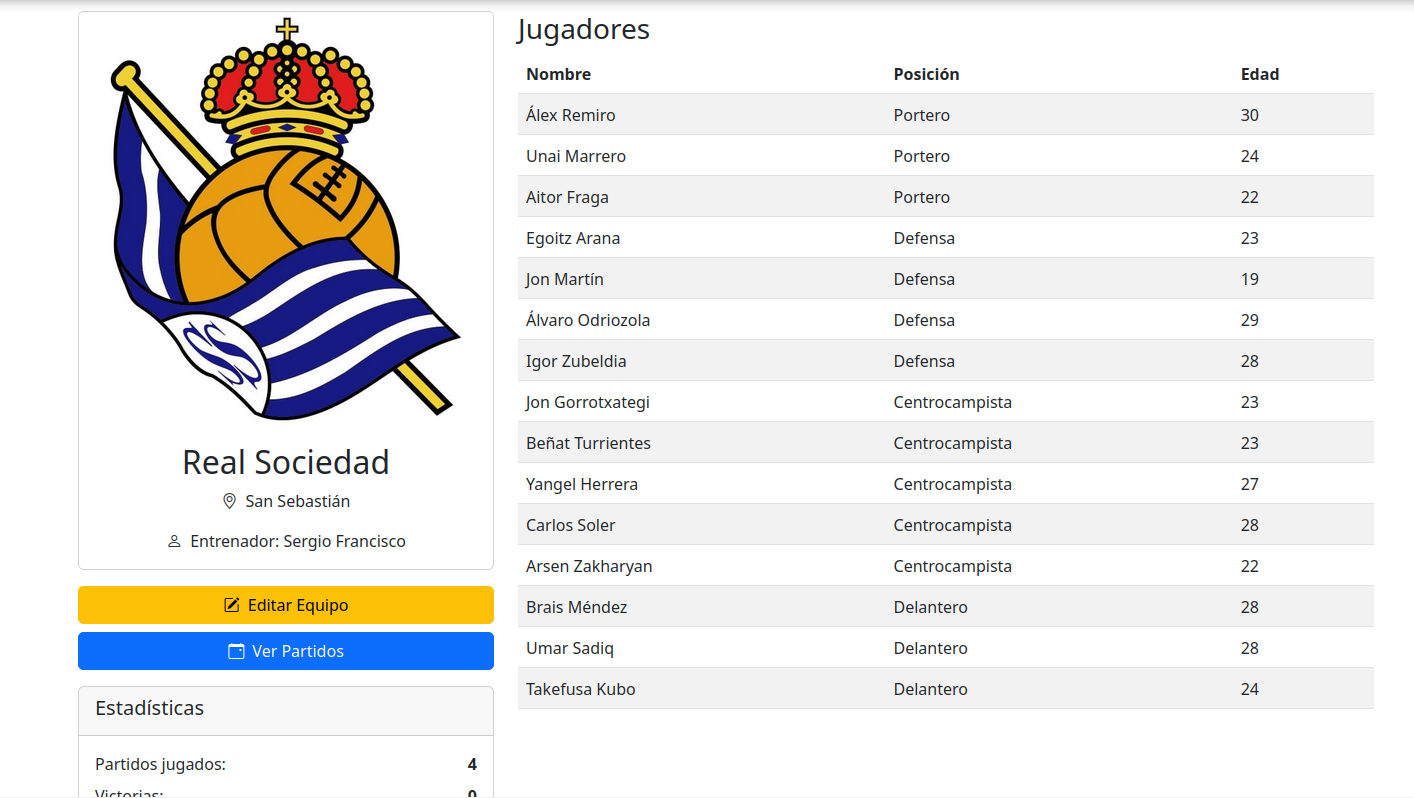 Real Sociedad
San Sebastián
Entrenador: Sergio Francisco
Editar Equipo
Ver Partidos
Estadísticas
Partidos jugados: 4
Victorias: 0
Jugadores
Nombre Posición Edad
Álex Remiro Portero 30
Unai Marrero Portero 24
Aitor Fraga Portero 22
Egoitz Arana Defensa 23
Jon Martín Defensa 19
Álvaro Odriozola Defensa 29
Igor Zubeldia Defensa 28
Jon Gorrotxategi Centrocampista 23
Beñat Turrientes Centrocampista 23
Yangel Herrera Centrocampista 27
Carlos Soler Centrocampista 28
Arsen Zakharyan Centrocampista 22
Brais Méndez Delantero 28
Umar Sadiq Delantero 28
Takefusa Kubo Delantero 24